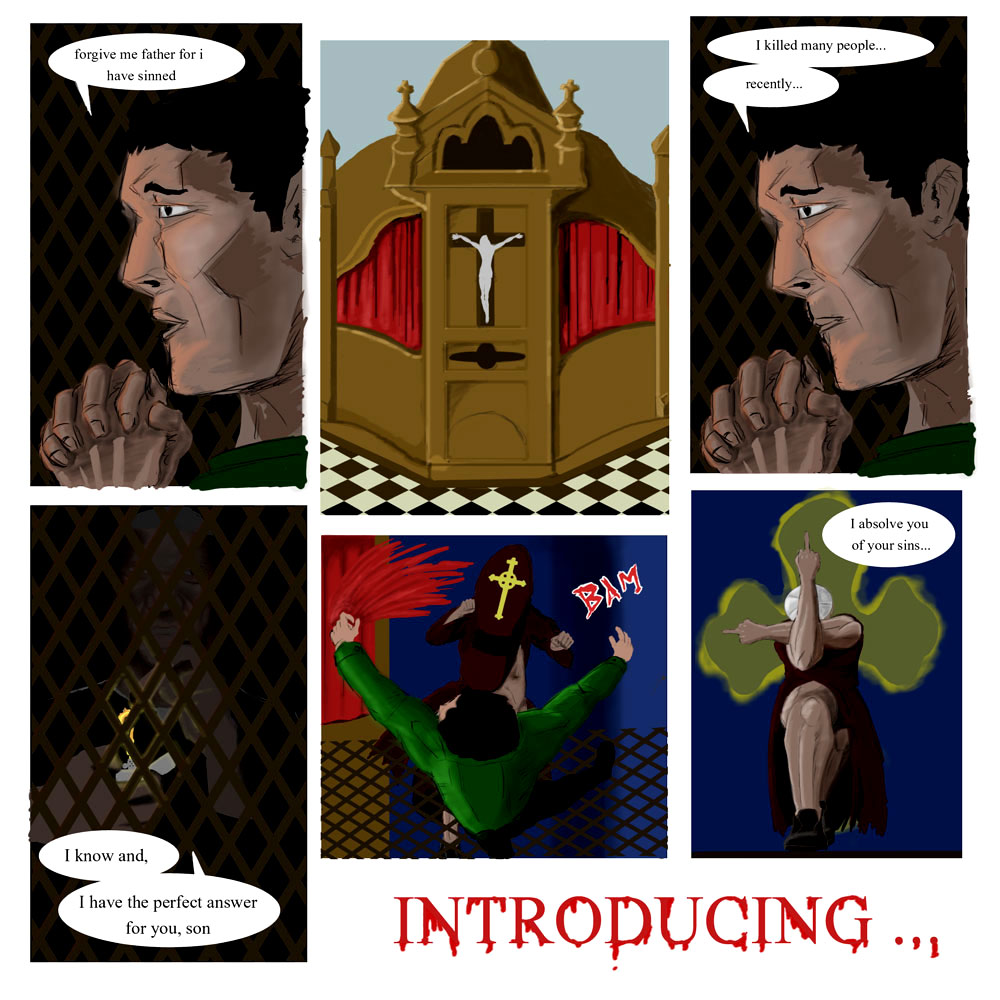 forgive me father for i
have sinned
I killed many people...
recently...
I know and,
I have the perfect answer
for you, son
BAM
I absolve you
of your sins...
INTRODUCING ..,